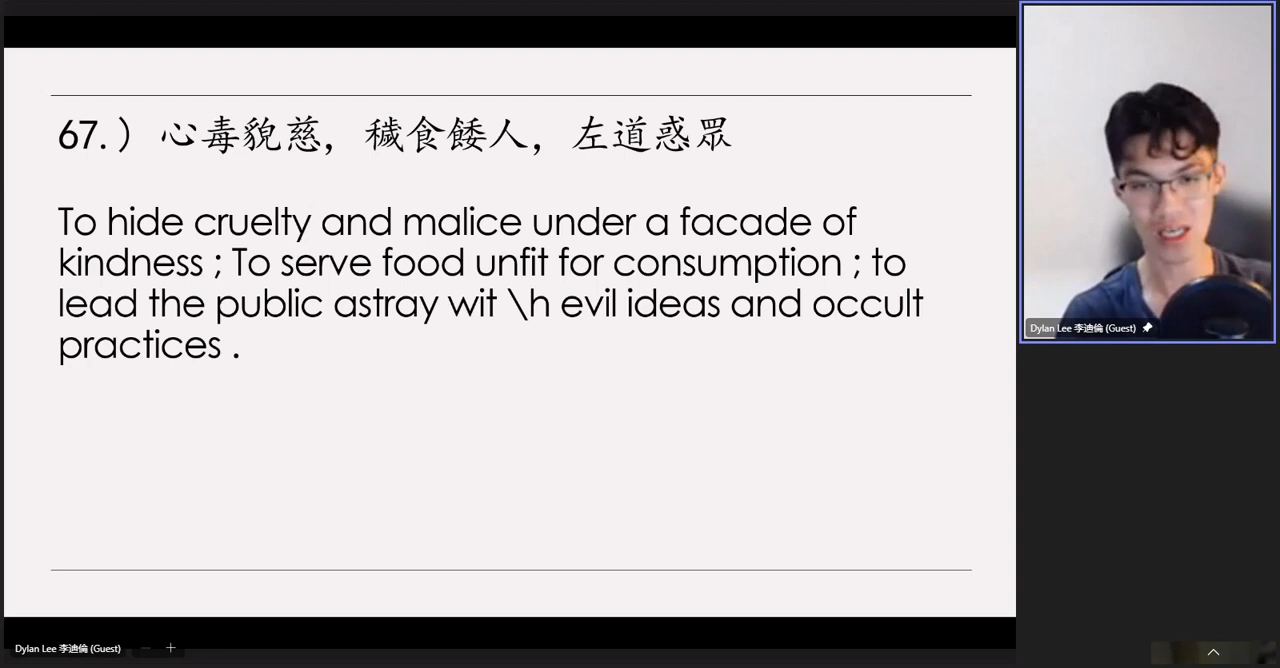 67.）心毒貌慈，穢食餧人，左道惑眾
To hide cruelty and malice under a facade of
kindness ; To serve food unfit for consumption ; to
lead the public astray wit \h evil ideas and occult
practices .
Dylan Lee 李迪倫 (Guest)
Dylan Lee 李迪倫 (Guest)